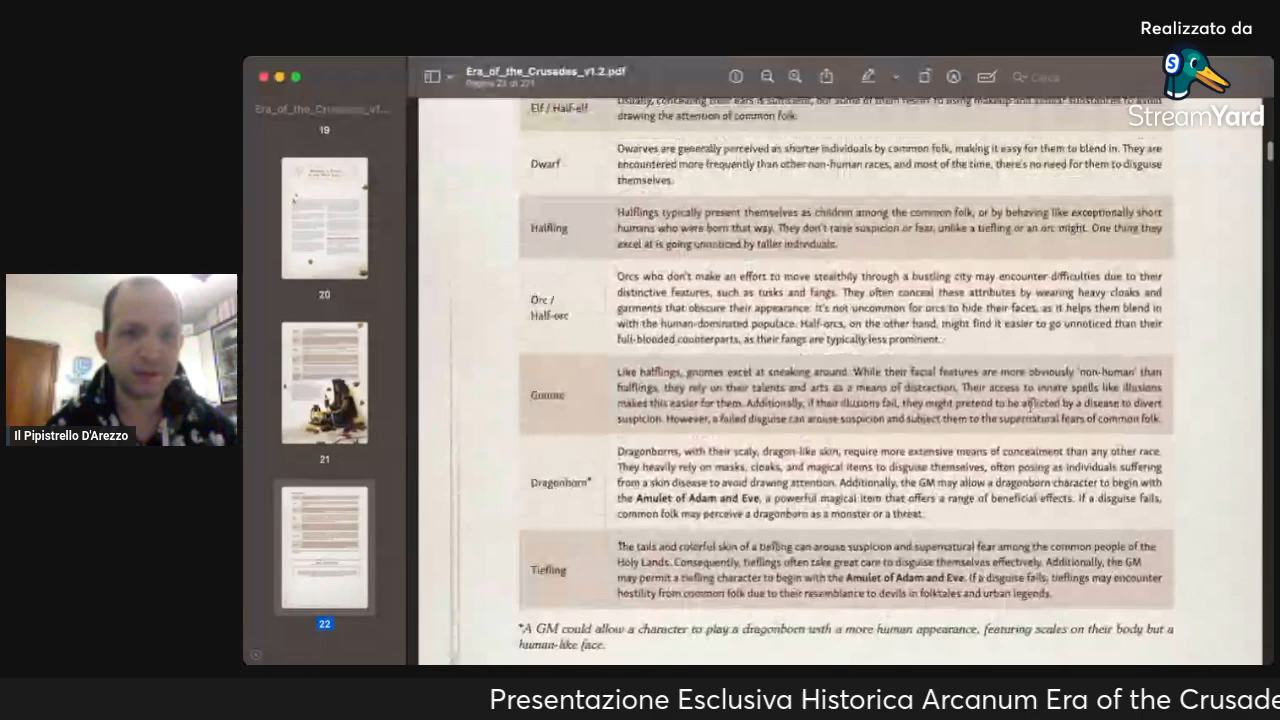 Realizzato da
StreamYard
Era_of_the_Crusades_v1.2.pdf
Pagina 23 di 271
Cerca
Era_of_the_Crusades_v1...
19
20
21
22
Il Pipistrello D'Arezzo
Elf / Half-elf
drawing the attention of common folk.
Dwarf
Dwarves are generally perceived as shorter individuals by common folk, making it easy for them to blend in. They are
encountered more frequently than other non-human races, and most of the time, there's no need for them to disguise
themselves.
Halfling
Halflings typically present themselves as children among the common folk, or by behaving like exceptionally short
humans who were born that way. They don't raise suspicion or fear, unlike a tiefling or an orc might. One thing they
excel at is going unnoticed by taller individuals.
Orc /
Half-orc
Orcs who don't make an effort to move stealthily through a bustling city may encounter difficulties due to their
distinctive features, such as tusks and fangs. They often conceal these attributes by wearing heavy cloaks and
garments that obscure their appearance. It's not uncommon for orcs to hide their faces, as it helps them blend in
with the human-dominated populace. Half-orcs, on the other hand, might find it easier to go unnoticed than their
full-blooded counterparts, as their fangs are typically less prominent.
Gnome
Like halflings, gnomes excel at sneaking around. While their facial features are more obviously 'non-human' than
halflings, they rely on their talents and arts as a means of distraction. Their access to innate spells like illusions
makes this easier for them. Additionally, if their illusions fail, they might pretend to be afflicted by a disease to divert
suspicion. However, a failed disguise can arouse suspicion and subject them to the supernatural fears of common folk.
Dragonborn*
Dragonborns, with their scaly, dragon-like skin, require more extensive means of concealment than any other race.
They heavily rely on masks, cloaks, and magical items to disguise themselves, often posing as individuals suffering
from a skin disease to avoid drawing attention. Additionally, the GM may allow a dragonborn character to begin with
the Amulet of Adam and Eve, a powerful magical item that offers a range of beneficial effects. If a disguise fails,
common folk may perceive a dragonborn as a monster or a threat.
Tiefling
The tails and colorful skin of a tiefling can arouse suspicion and supernatural fear among the common people of the
Holy Lands. Consequently, tieflings often take great care to disguise themselves effectively. Additionally, the GM
may permit a tiefling character to begin with the Amulet of Adam and Eve. If a disguise fails, tieflings may encounter
hostility from common folk due to their resemblance to devils in folktales and urban legends.
*A GM could allow a character to play a dragonborn with a more human appearance, featuring scales on their body but a
human-like face.
Presentazione Esclusiva Historica Arcanum Era of the Crusade